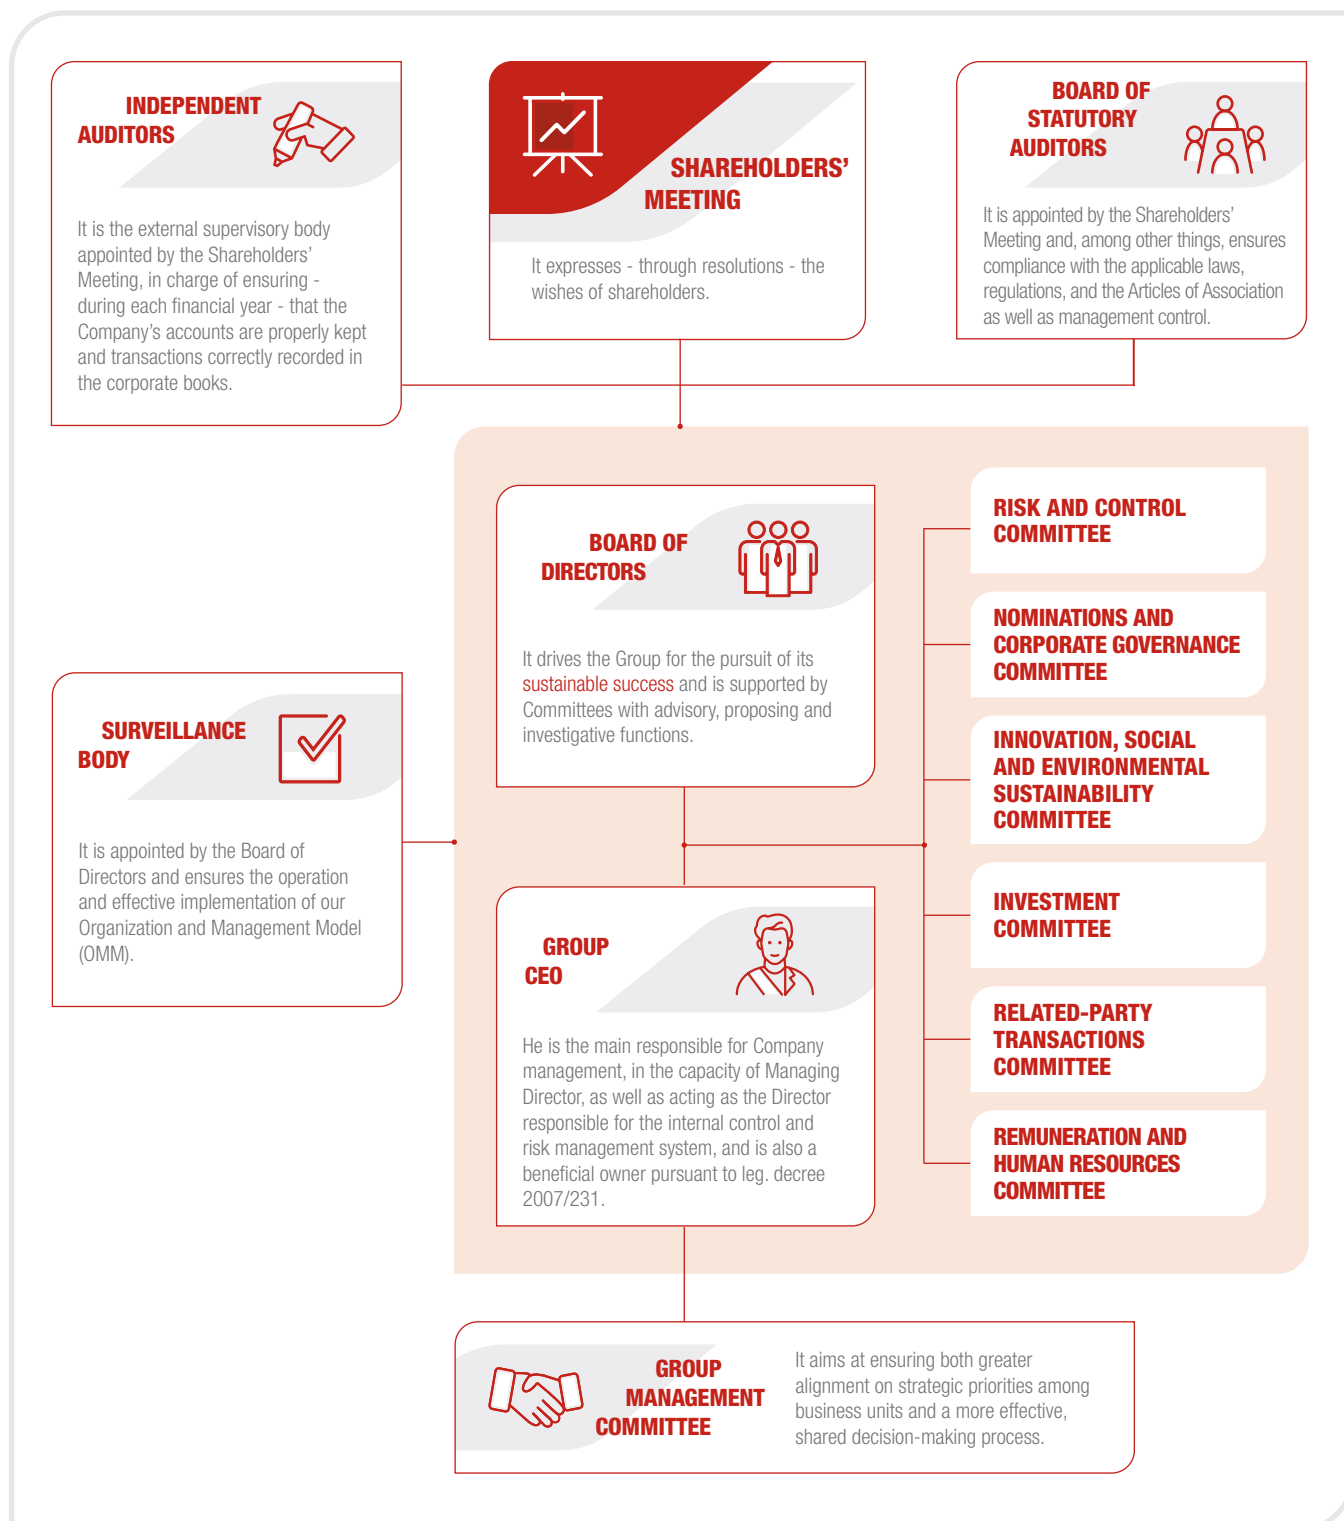 INDEPENDENT
AUDITORS
It is the external supervisory body
appointed by the Shareholders’
Meeting, in charge of ensuring -
during each financial year - that the
Company’s accounts are properly kept
and transactions correctly recorded in
the corporate books.
SHAREHOLDERS’
MEETING
It expresses - through resolutions - the
wishes of shareholders.
BOARD OF
STATUTORY
AUDITORS
It is appointed by the Shareholders’
Meeting and, among other things, ensures
compliance with the applicable laws,
regulations, and the Articles of Association
as well as management control.
BOARD OF
DIRECTORS
It drives the Group for the pursuit of its
sustainable success and is supported by
Committees with advisory, proposing and
investigative functions.
RISK AND CONTROL
COMMITTEE
NOMINATIONS AND
CORPORATE GOVERNANCE
COMMITTEE
INNOVATION, SOCIAL
AND ENVIRONMENTAL
SUSTAINABILITY
COMMITTEE
INVESTMENT
COMMITTEE
RELATED-PARTY
TRANSACTIONS
COMMITTEE
REMUNERATION AND
HUMAN RESOURCES
COMMITTEE
SURVEILLANCE
BODY
It is appointed by the Board of
Directors and ensures the operation
and effective implementation of our
Organization and Management Model
(OMM).
GROUP
CEO
He is the main responsible for Company
management, in the capacity of Managing
Director, as well as acting as the Director
responsible for the internal control and
risk management system, and is also a
beneficial owner pursuant to leg. decree
2007/231.
GROUP
MANAGEMENT
COMMITTEE
It aims at ensuring both greater
alignment on strategic priorities among
business units and a more effective,
shared decision-making process.